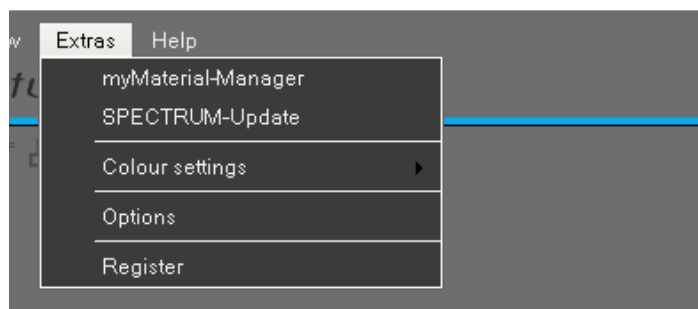 Extras Help
myMaterial-Manager
SPECTRUM-Update
Colour settings
Options
Register